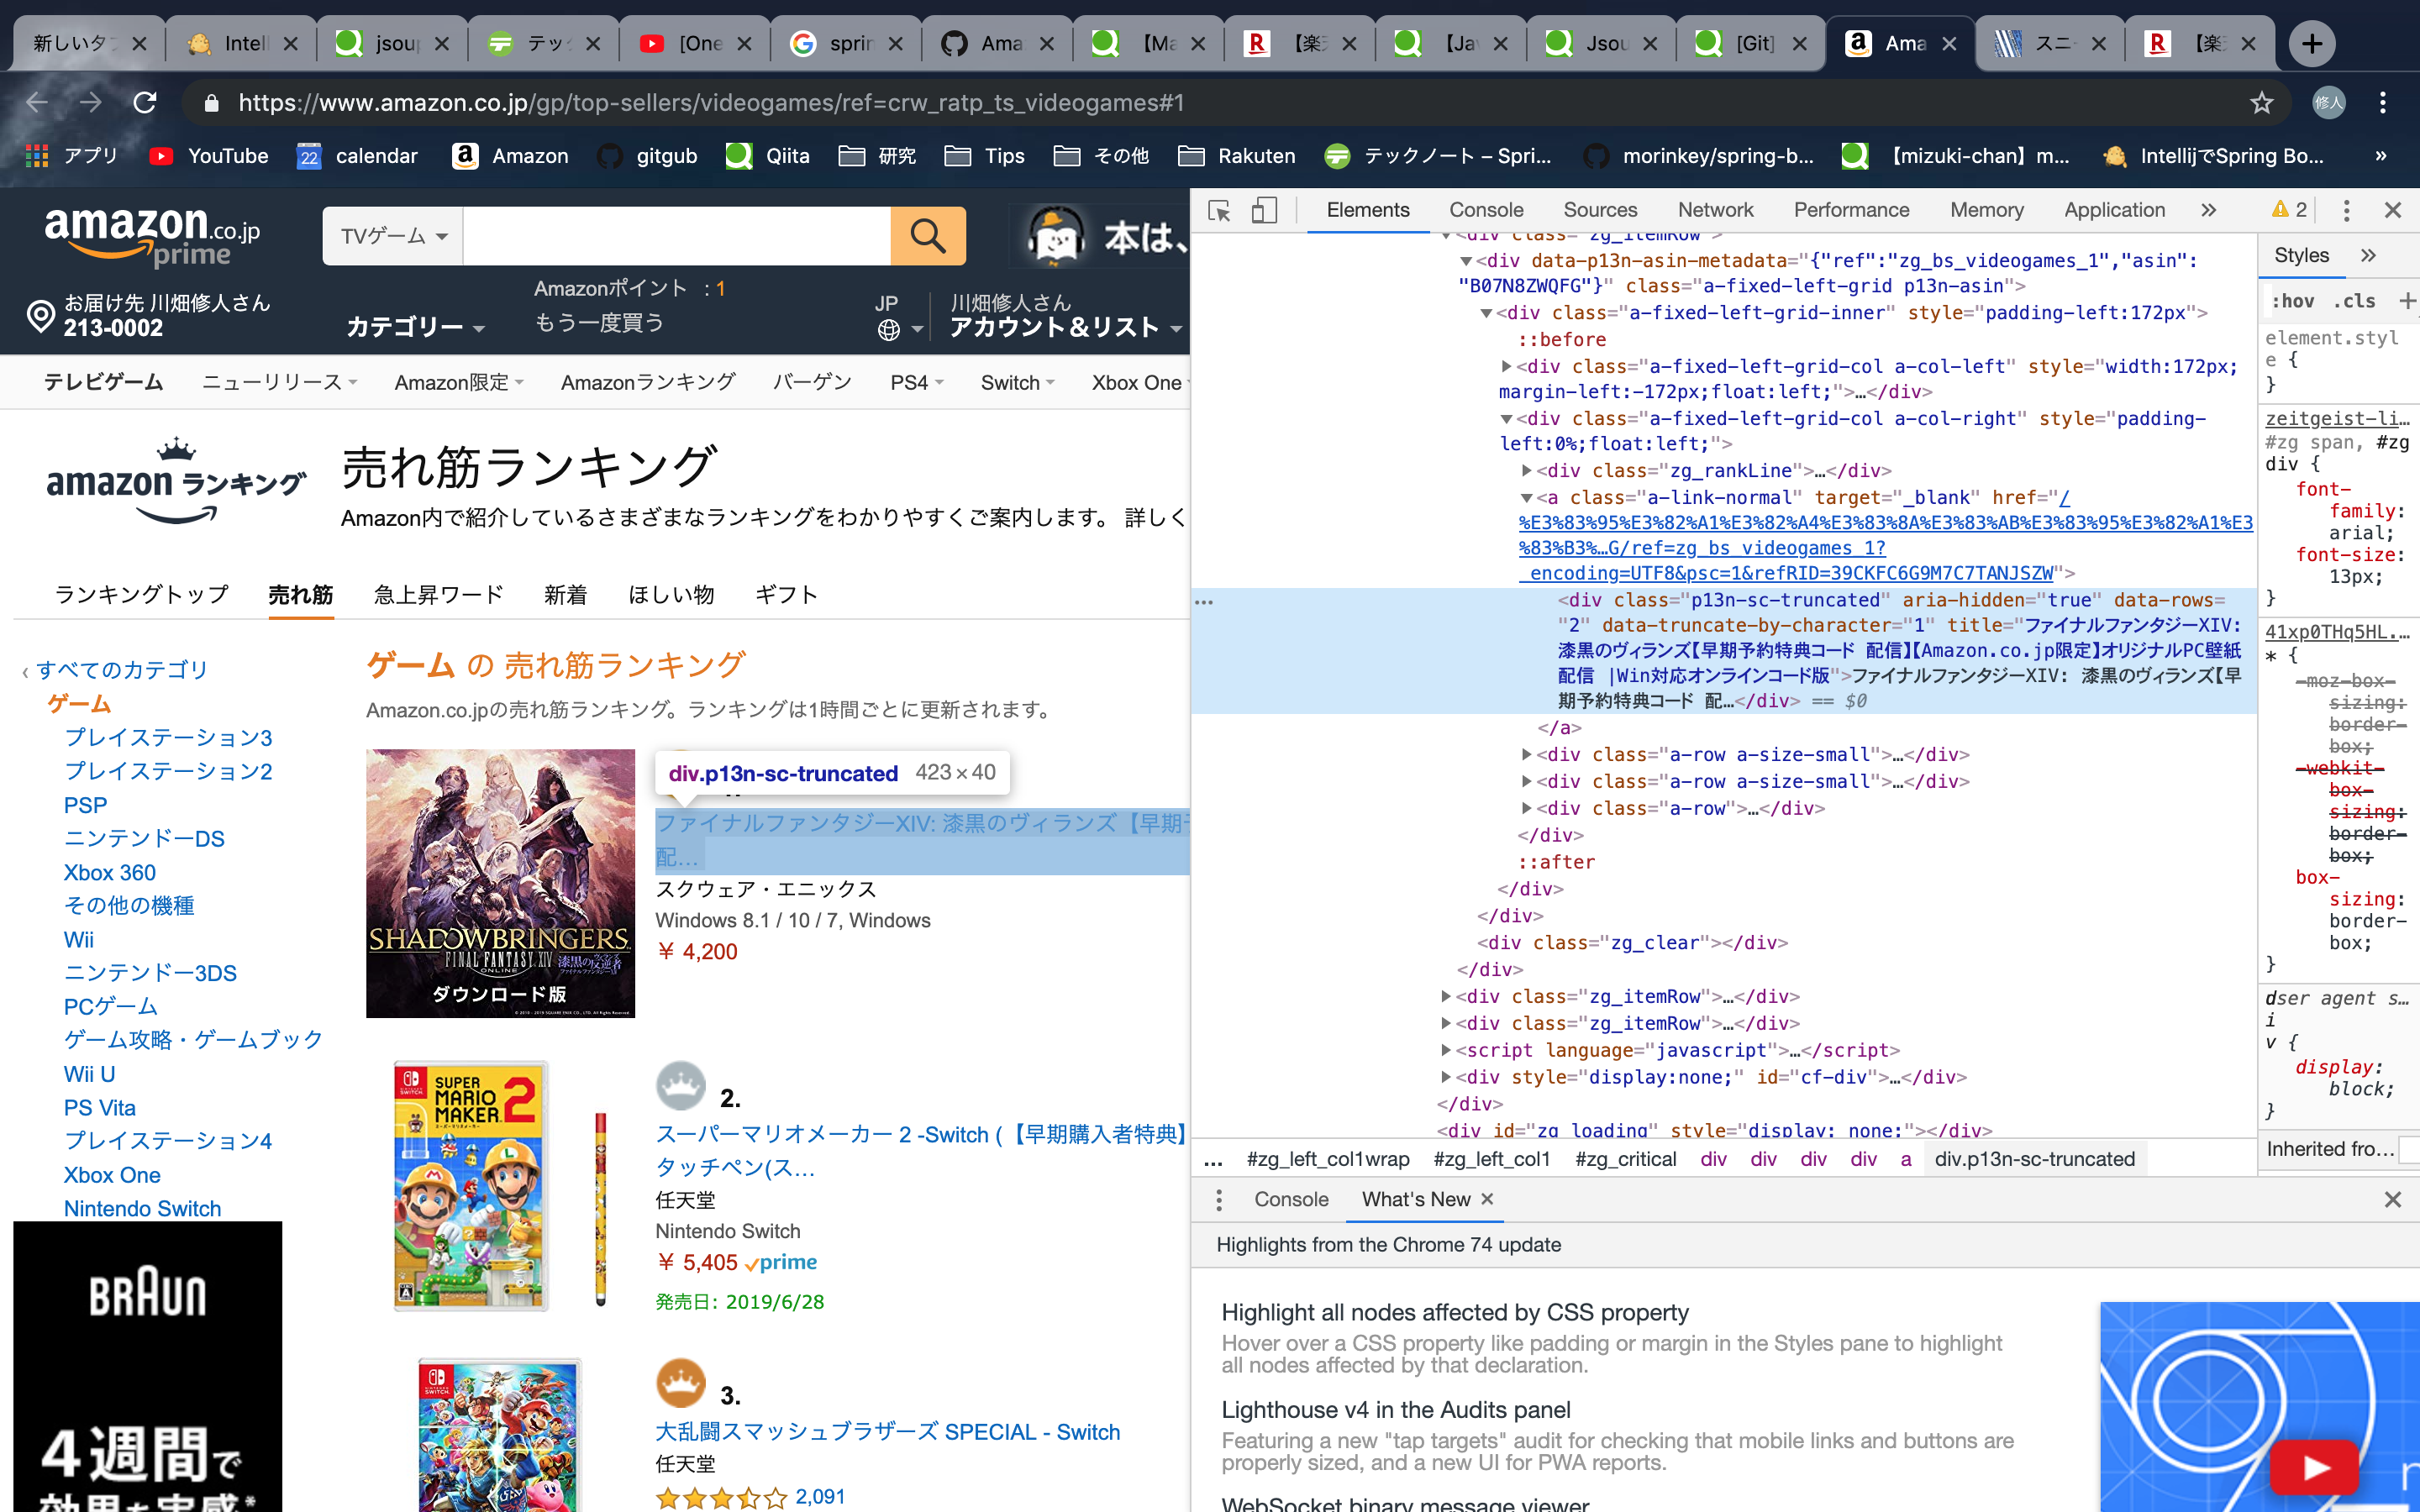 新しいタブ
Intell
jsoup
テック
[One
sprin
Ama
【Ma
【楽天
【Jav
Jsou
[Git]
Ama
スニー
【楽
https://www.amazon.co.jp/gp/top-sellers/videogames/ref=crw_ratp_ts_videogames#1
修人
アプリ YouTube calendar Amazon gitgub Qiita 研究 Tips その他 Rakuten テックノート – Spri... morinkey/spring-b... 【mizuki-chan】m... IntellijでSpring Bo... »
amazon.co.jp
prime
TVゲーム
本は、
お届け先 川畑修人さん
213-0002
カテゴリー
Amazonポイント : 1
もう一度買う
JP
川畑修人さん
アカウント＆リスト
テレビゲーム ニューリリース Amazon限定 Amazonランキング バーゲン PS4 Switch Xbox One
amazon ランキング
売れ筋ランキング
Amazon内で紹介しているさまざまなランキングをわかりやすくご案内します。 詳しく
ランキングトップ 売れ筋 急上昇ワード 新着 ほしい物 ギフト
‹ すべてのカテゴリ
ゲーム
プレイステーション3
プレイステーション2
PSP
ニンテンドーDS
Xbox 360
その他の機種
Wii
ニンテンドー3DS
PCゲーム
ゲーム攻略・ゲームブック
Wii U
PS Vita
プレイステーション4
Xbox One
Nintendo Switch
BRAUN
4週間で
効果を実感*
ゲーム の 売れ筋ランキング
Amazon.co.jpの売れ筋ランキング。ランキングは1時間ごとに更新されます。
SHADOWBRINGERS
FINAL FANTASY XIV
ONLINE
漆黒の反逆者
ダウンロード版
div.p13n-sc-truncated 423 × 40
ファイナルファンタジーXIV: 漆黒のヴィランズ【早期
配…
スクウェア・エニックス
Windows 8.1 / 10 / 7, Windows
￥ 4,200
SUPER
MARIO
MAKER 2
2.
スーパーマリオメーカー 2 -Switch (【早期購入者特典】
タッチペン(ス…
任天堂
Nintendo Switch
￥ 5,405 prime
発売日: 2019/6/28
3.
大乱闘スマッシュブラザーズ SPECIAL - Switch
任天堂
2,091
Elements Console Sources Network Performance Memory Application » 2
<div class="zg_itemRow">
<div data-p13n-asin-metadata="{"ref":"zg_bs_videogames_1","asin":
"B07N8ZWQFG"}" class="a-fixed-left-grid p13n-asin">
<div class="a-fixed-left-grid-inner" style="padding-left:172px">
::before
<div class="a-fixed-left-grid-col a-col-left" style="width:172px;
margin-left:-172px;float:left;">…</div>
<div class="a-fixed-left-grid-col a-col-right" style="padding-
left:0%;float:left;">
<div class="zg_rankLine">…</div>
<a class="a-link-normal" target="_blank" href="/
%E3%83%95%E3%82%A1%E3%82%A4%E3%83%8A%E3%83%AB%E3%83%95%E3%82%A1%E3
%83%B3%…G/ref=zg_bs_videogames_1?
_encoding=UTF8&psc=1&refRID=39CKFC6G9M7C7TANJSZW">
<div class="p13n-sc-truncated" aria-hidden="true" data-rows=
"2" data-truncate-by-character="1" title="ファイナルファンタジーXIV:
漆黒のヴィランズ【早期予約特典コード 配信】【Amazon.co.jp限定】オリジナルPC壁紙
配信 |Win対応オンラインコード版">ファイナルファンタジーXIV: 漆黒のヴィランズ【早
期予約特典コード 配…</div> == $0
</a>
<div class="a-row a-size-small">…</div>
<div class="a-row a-size-small">…</div>
<div class="a-row">…</div>
</div>
::after
</div>
</div>
<div class="zg_clear"></div>
</div>
<div class="zg_itemRow">…</div>
<div class="zg_itemRow">…</div>
<script language="javascript">…</script>
<div style="display:none;" id="cf-div">…</div>
</div>
<div id="zg_loading" style="display: none;"></div>
... #zg_left_col1wrap #zg_left_col1 #zg_critical div div div div a div.p13n-sc-truncated
Styles »
:hov .cls +
element.styl
e {
}
zeitgeist-li…
#zg span, #zg
div {
font-
family:
arial;
font-size:
13px;
}
41xp0THq5HL.…
* {
-moz-box-
sizing:
border-
box;
-webkit-
box-
sizing:
border-
box;
box-
sizing:
border-
box;
}
dser agent s…
i
v {
display:
block;
}
Inherited fro…
Console What's New
Highlights from the Chrome 74 update
Highlight all nodes affected by CSS property
Hover over a CSS property like padding or margin in the Styles pane to highlight
all nodes affected by that declaration.
Lighthouse v4 in the Audits panel
Featuring a new "tap targets" audit for checking that mobile links and buttons are
properly sized, and a new UI for PWA reports.
WebSocket binary message viewer